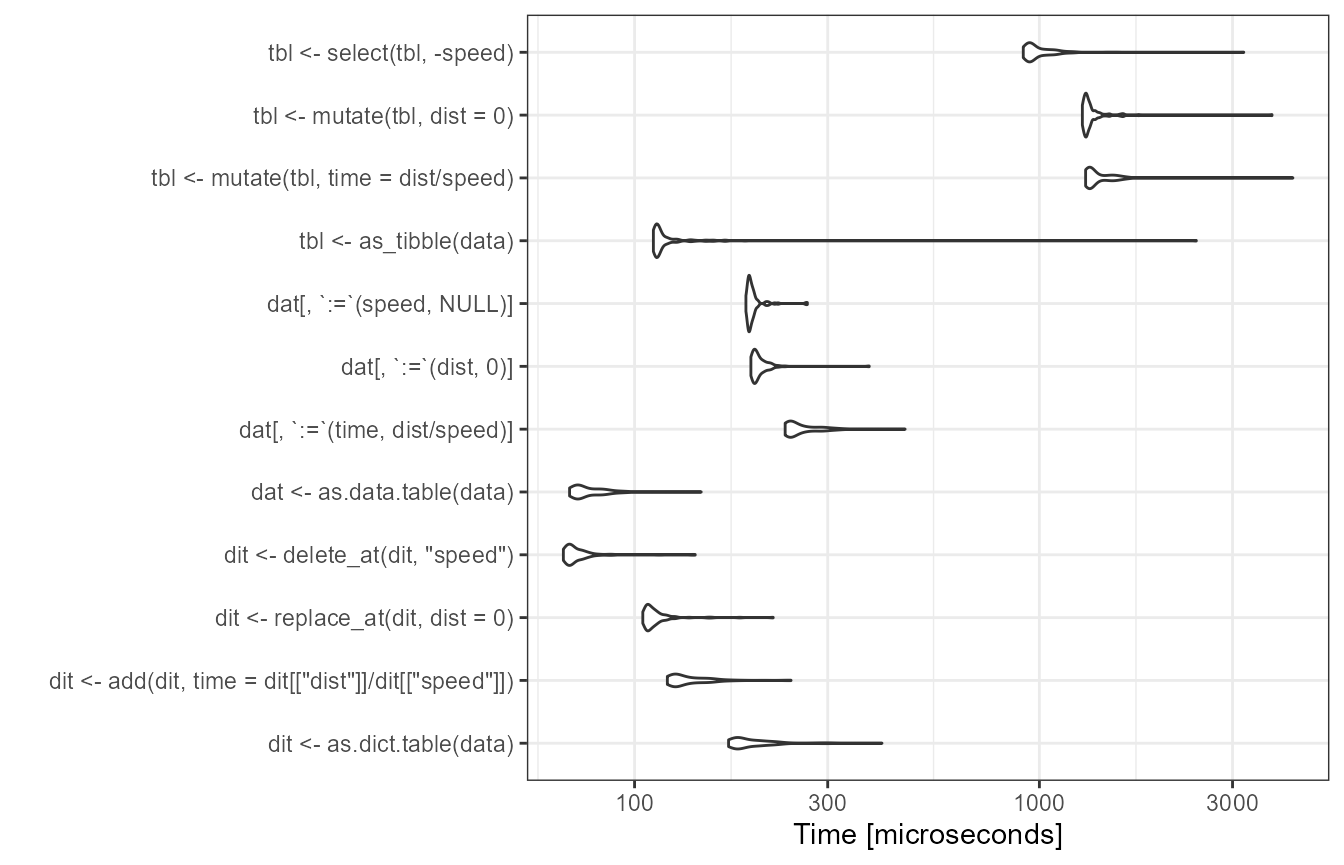 tbl <- select(tbl, -speed)
tbl <- mutate(tbl, dist = 0)
tbl <- mutate(tbl, time = dist/speed)
tbl <- as_tibble(data)
dat[, `:=`(speed, NULL)]
dat[, `:=`(dist, 0)]
dat[, `:=`(time, dist/speed)]
dat <- as.data.table(data)
dit <- delete_at(dit, "speed")
dit <- replace_at(dit, dist = 0)
dit <- add(dit, time = dit[["dist"]]/dit[["speed"]])
dit <- as.dict.table(data)
100 300 1000 3000
Time [microseconds]